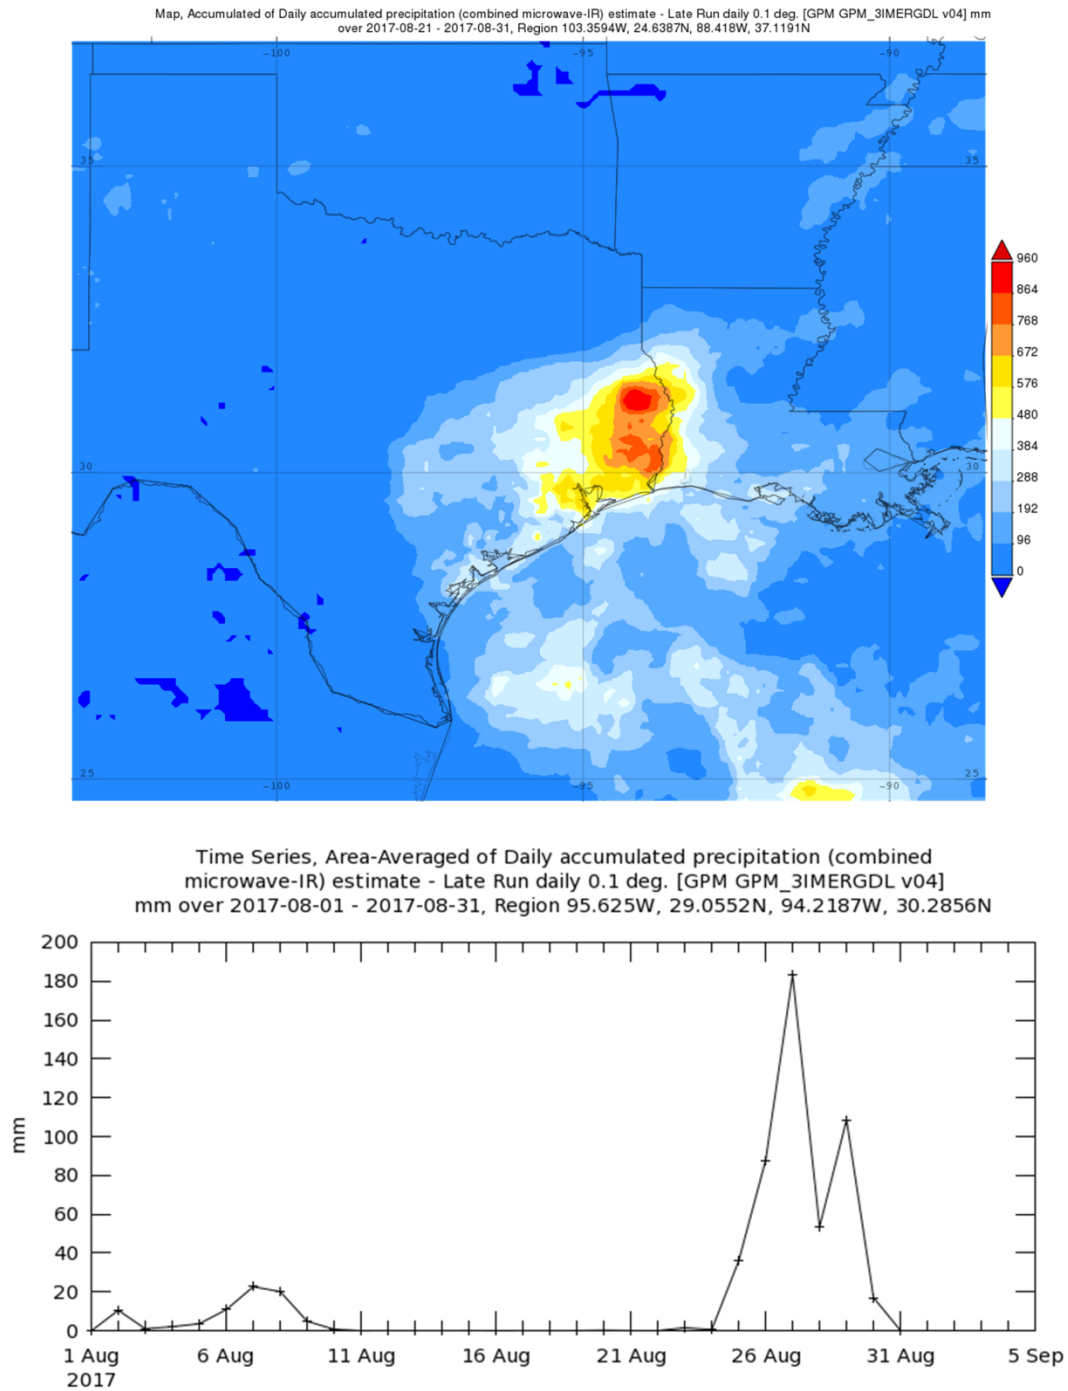 Map, Accumulated of Daily accumulated precipitation (combined microwave-IR) estimate - Late Run daily 0.1 deg. [GPM GPM_3IMERGDL v04] mm
over 2017-08-21 - 2017-08-31, Region 103.3594W, 24.6387N, 88.418W, 37.1191N
-100 -95 -90
35 35
30
25 25
-100 -95 -90
960
864
768
672
576
480
384
288
192
96
0
Time Series, Area-Averaged of Daily accumulated precipitation (combined
microwave-IR) estimate - Late Run daily 0.1 deg. [GPM GPM_3IMERGDL v04]
mm over 2017-08-01 - 2017-08-31, Region 95.625W, 29.0552N, 94.2187W, 30.2856N
200
180
160
140
120
100
80
60
40
20
0
mm
1 Aug 6 Aug 11 Aug 16 Aug 21 Aug 26 Aug 31 Aug 5 Sep
2017